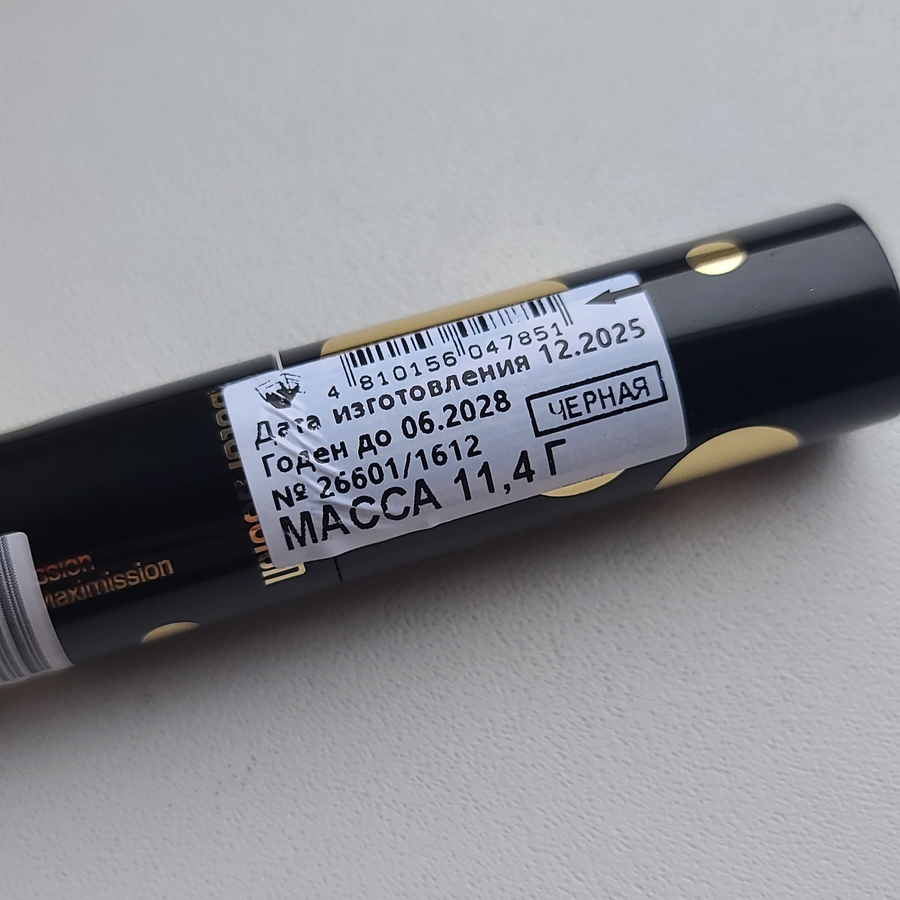 4 810156 047851
Дата изготовления 12.2025
Годен до 06.2028
ЧЕРНАЯ
№ 26601/1612
МАССА 11,4 Г
ssion
Maximission